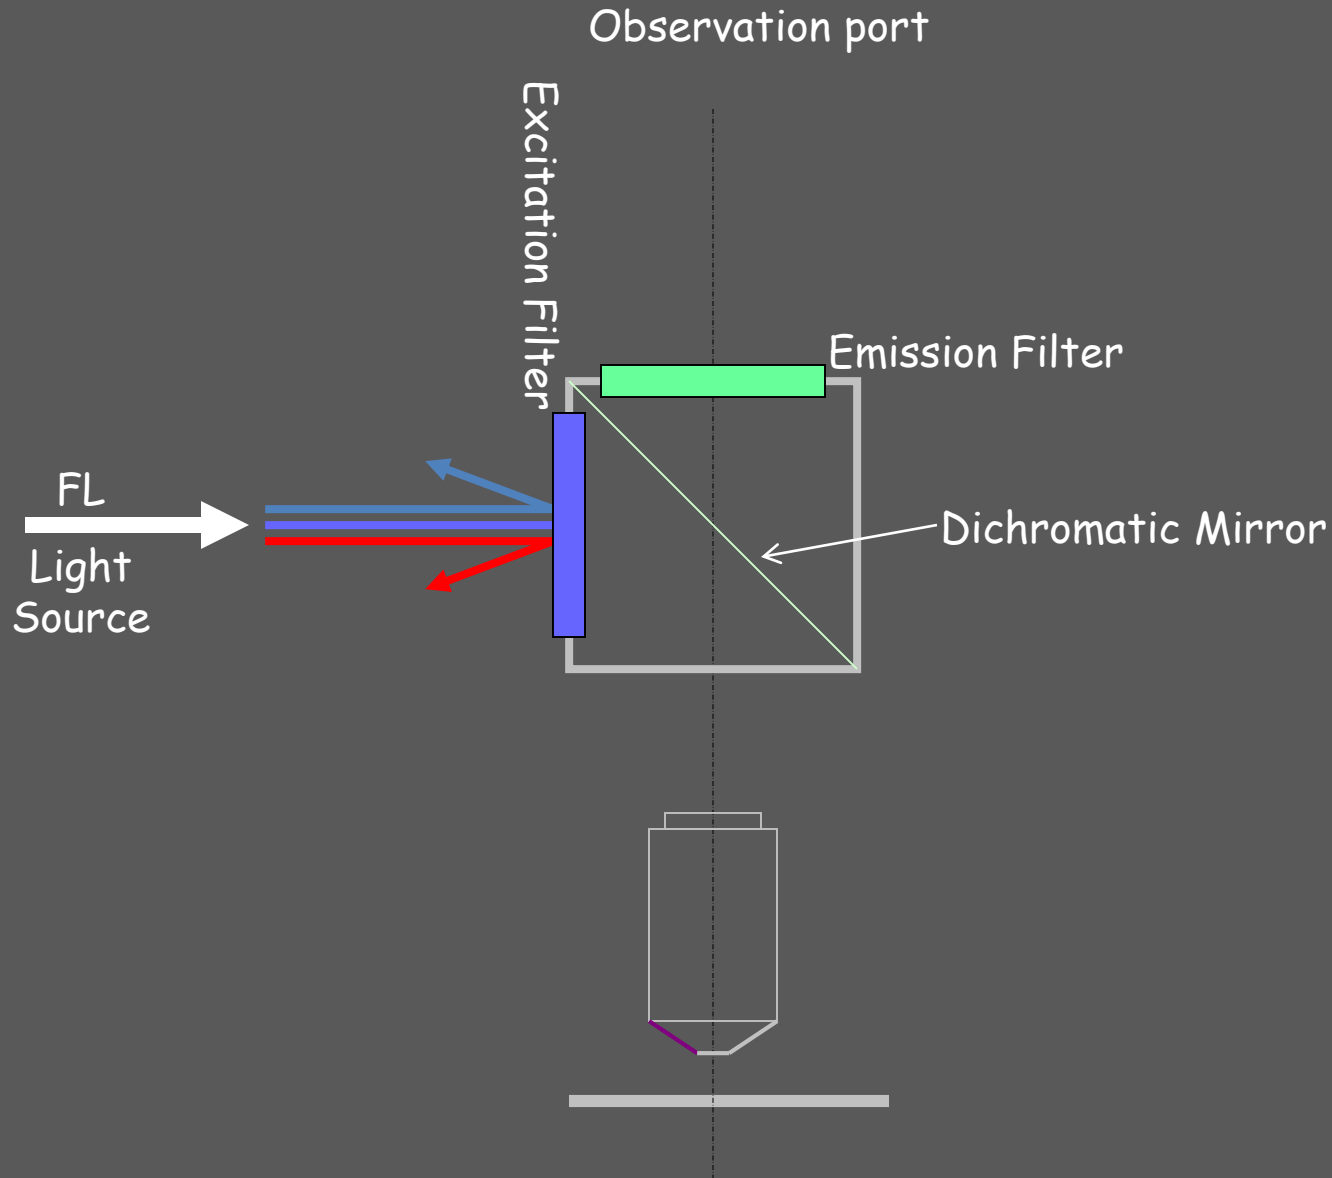 Observation port
Excitation Filter
Emission Filter
FL
Light
Source
Dichromatic Mirror